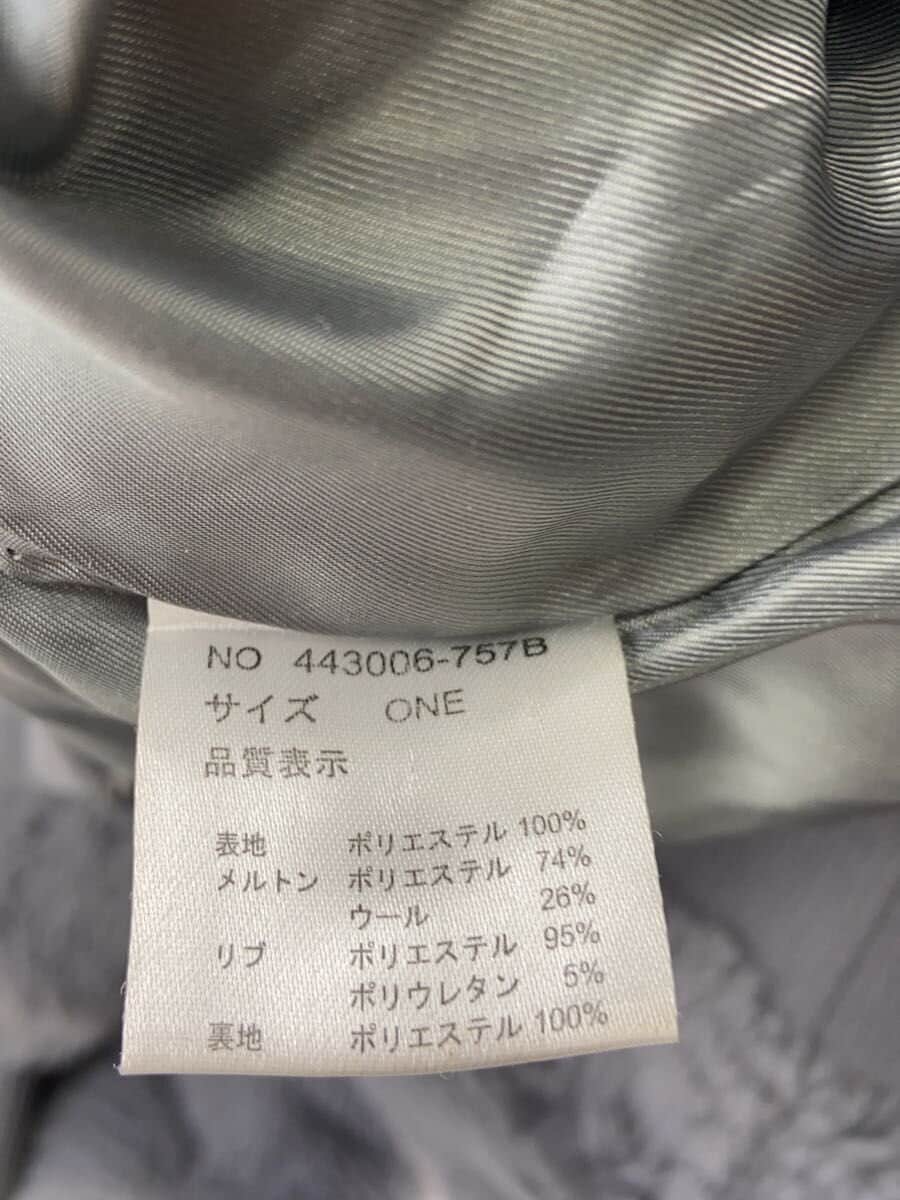 NO 443006-757B
サイズ ONE
品質表示
表地 ポリエステル 100%
メルトン ポリエステル 74%
ウール 26%
リブ ポリエステル 95%
ポリウレタン 5%
裏地 ポリエステル 100%